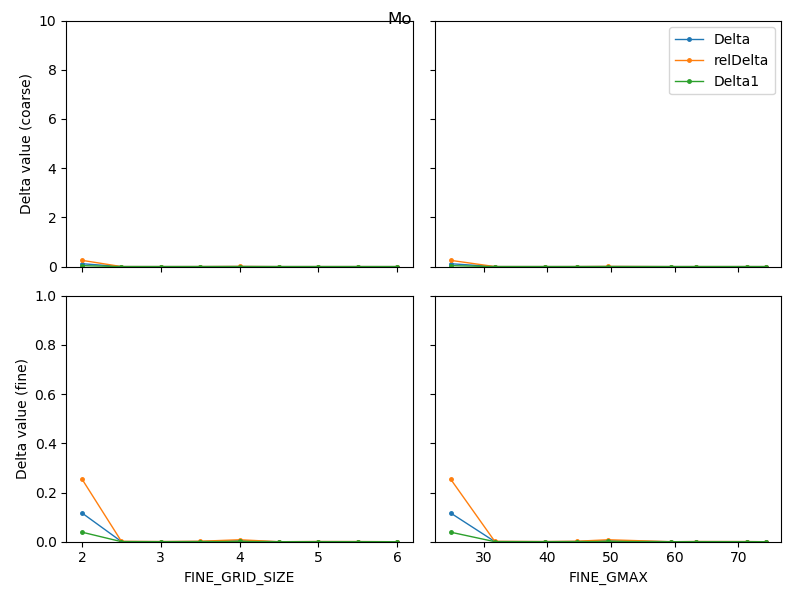 Mo
10
8
6
4
2
0
Delta value (coarse)
Delta
relDelta
Delta1
1.0
0.8
0.6
0.4
0.2
0.0
Delta value (fine)
2 3 4 5 6
FINE_GRID_SIZE
30 40 50 60 70
FINE_GMAX